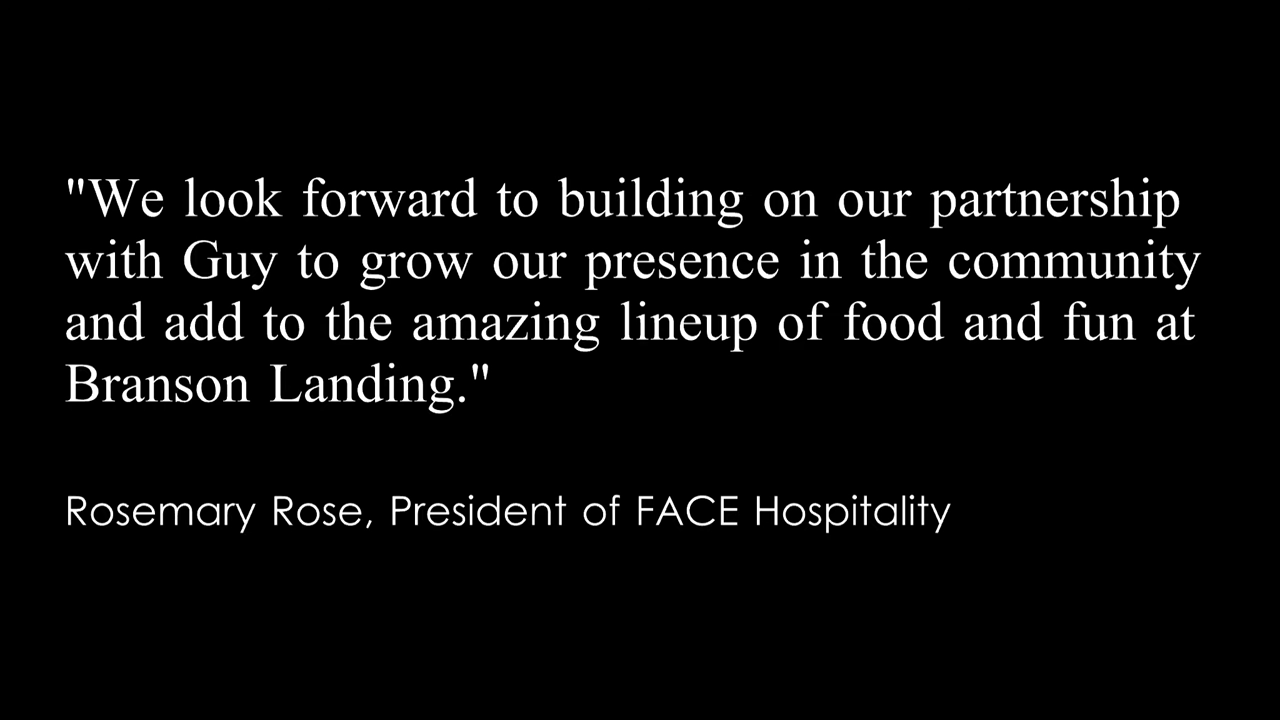 "We look forward to building on our partnership
with Guy to grow our presence in the community
and add to the amazing lineup of food and fun at
Branson Landing."
Rosemary Rose, President of FACE Hospitality